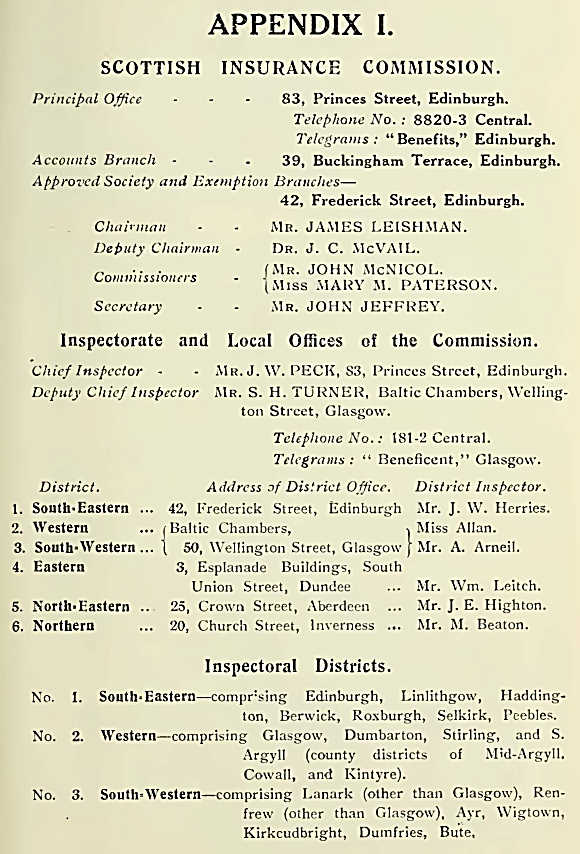 APPENDIX I.
SCOTTISH INSURANCE COMMISSION.
Principal Office - - - 83, Princes Street, Edinburgh.
Telephone No. : 8820-3 Central.
Telegrams : “Benefits,” Edinburgh.
Accounts Branch - - - 39, Buckingham Terrace, Edinburgh.
Approved Society and Exemption Branches—
42, Frederick Street, Edinburgh.
Chairman - - MR. JAMES LEISHMAN.
Deputy Chairman - DR. J. C. McVAIL.
Commissioners - { MR. JOHN McNICOL.
MISS MARY M. PATERSON.
Secretary - - MR. JOHN JEFFREY.
Inspectorate and Local Offices of the Commission.
Chief Inspector - - MR. J. W. PECK, 83, Princes Street, Edinburgh.
Deputy Chief Inspector MR. S. H. TURNER, Baltic Chambers, Welling-
ton Street, Glasgow.
Telephone No. : 181-2 Central.
Telegrams : “ Beneficent,” Glasgow.
District. Address of District Office. District Inspector.
1. South-Eastern ... 42, Frederick Street, Edinburgh Mr. J. W. Herries.
2. Western ... { Baltic Chambers, } Miss Allan.
3. South-Western ... { 50, Wellington Street, Glasgow } Mr. A. Arneil.
4. Eastern 3, Esplanade Buildings, South
Union Street, Dundee ... Mr. Wm. Leitch.
5. North-Eastern .. 25, Crown Street, Aberdeen ... Mr. J. E. Highton.
6. Northern ... 20, Church Street, Inverness ... Mr. M. Beaton.
Inspectoral Districts.
No. 1. South-Eastern—comprising Edinburgh, Linlithgow, Hadding-
ton, Berwick, Roxburgh, Selkirk, Peebles.
No. 2. Western—comprising Glasgow, Dumbarton, Stirling, and S.
Argyll (county districts of Mid-Argyll,
Cowall, and Kintyre).
No. 3. South-Western—comprising Lanark (other than Glasgow), Ren-
frew (other than Glasgow), Ayr, Wigtown,
Kirkcudbright, Dumfries, Bute.